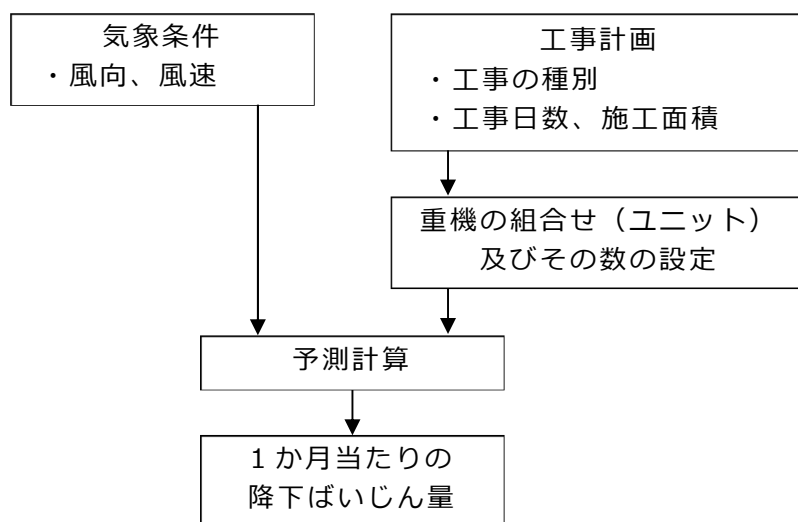 気象条件
・風向、風速
工事計画
・工事の種別
・工事日数、施工面積
重機の組合せ（ユニット）
及びその数の設定
予測計算
１か月当たりの
降下ばいじん量